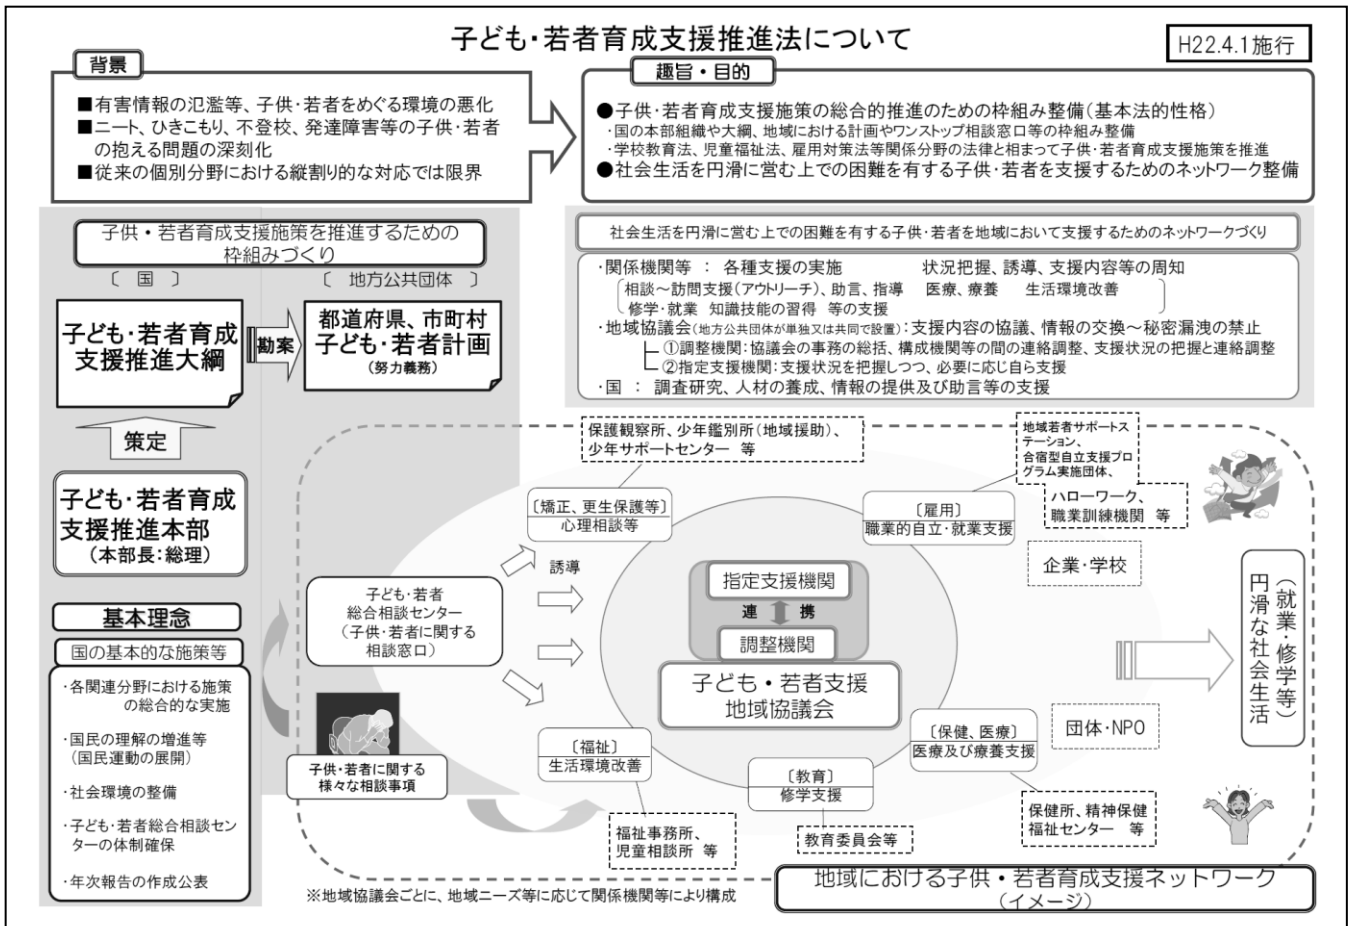 子ども・若者育成支援推進法について
H22.4.1施行
背景
■有害情報の氾濫等、子供・若者をめぐる環境の悪化
■ニート、ひきこもり、不登校、発達障害等の子供・若者
の抱える問題の深刻化
■従来の個別分野における縦割り的な対応では限界
趣旨・目的
●子供・若者育成支援施策の総合的推進のための枠組み整備(基本法的性格)
・国の本部組織や大綱、地域における計画やワンストップ相談窓口等の枠組み整備
・学校教育法、児童福祉法、雇用対策法等関係分野の法律と相まって子供・若者育成支援施策を推進
●社会生活を円滑に営む上での困難を有する子供・若者を支援するためのネットワーク整備
子供・若者育成支援施策を推進するための
枠組みづくり
〔 国 〕
〔 地方公共団体 〕
子ども・若者育成
支援推進大綱
勘案
都道府県、市町村
子ども・若者計画
(努力義務)
策定
子ども・若者育成
支援推進本部
(本部長:総理)
基本理念
国の基本的な施策等
・各関連分野における施策
の総合的な実施
・国民の理解の増進等
(国民運動の展開)
・社会環境の整備
・子ども・若者総合相談セン
ターの体制確保
・年次報告の作成公表
社会生活を円滑に営む上での困難を有する子供・若者を地域において支援するためのネットワークづくり
・関係機関等 : 各種支援の実施 状況把握、誘導、支援内容等の周知
相談~訪問支援(アウトリーチ)、助言、指導 医療、療養 生活環境改善
修学・就業 知識技能の習得 等の支援
・地域協議会(地方公共団体が単独又は共同で設置):支援内容の協議、情報の交換~秘密漏洩の禁止
①調整機関:協議会の事務の総括、構成機関等の間の連絡調整、支援状況の把握と連絡調整
②指定支援機関:支援状況を把握しつつ、必要に応じ自ら支援
・国 : 調査研究、人材の養成、情報の提供及び助言等の支援
保護観察所、少年鑑別所(地域援助)、
少年サポートセンター 等
〔矯正、更生保護等〕
心理相談等
地域若者サポートス
テーション、
合宿型自立支援プロ
グラム実施団体、
ハローワーク、
職業訓練機関 等
〔雇用〕
職業的自立・就業支援
企業・学校
誘導
子ども・若者
総合相談センター
(子供・若者に関する
相談窓口)
指定支援機関
連 携
調整機関
子ども・若者支援
地域協議会
(就業・修学等)
円滑な社会生活
子供・若者に関する
様々な相談事項
〔福祉〕
生活環境改善
福祉事務所、
児童相談所 等
〔教育〕
修学支援
教育委員会等
〔保健、医療〕
医療及び療養支援
団体・NPO
保健所、精神保健
福祉センター 等
※地域協議会ごとに、地域ニーズ等に応じて関係機関等により構成
地域における子供・若者育成支援ネットワーク
(イメージ)